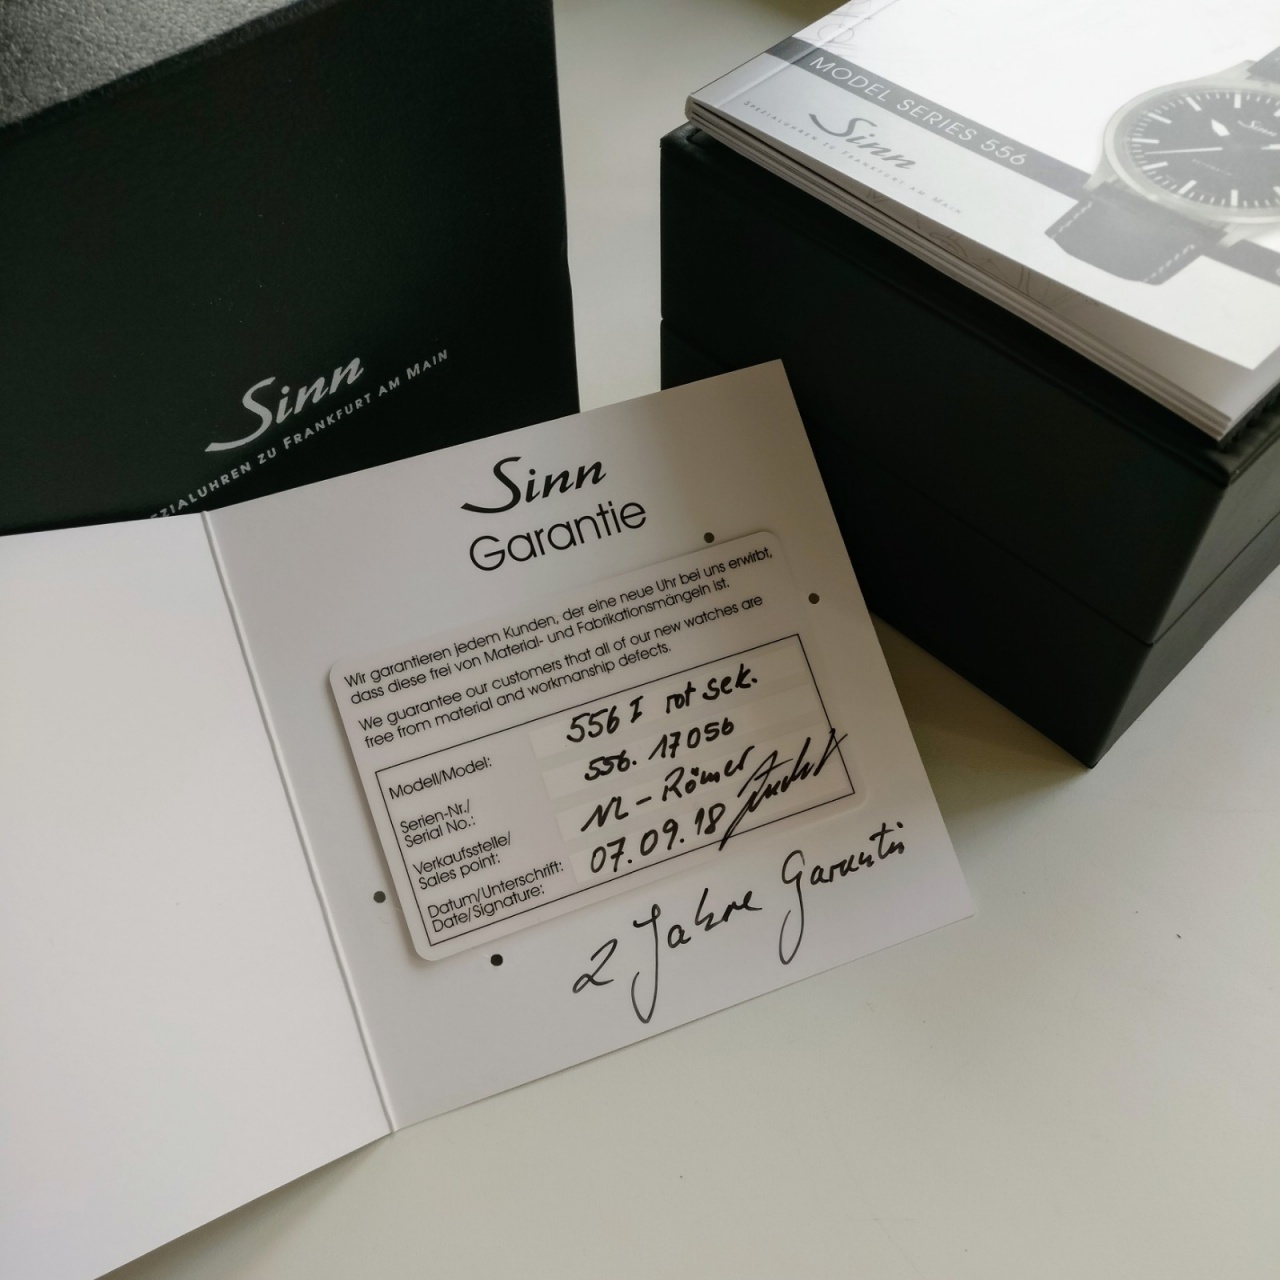 Sinn
ZIALUHREN ZU FRANKFURT AM MAIN
MODEL SERIES 556
Sinn
SPEZIALUHREN ZU FRANKFURT AM MAIN
Sinn
Sinn
Garantie
Wir garantieren jedem Kunden, der eine neue Uhr bei uns erwirbt,
dass diese frei von Material- und Fabrikationsmängeln ist.
We guarantee our customers that all of our new watches are
free from material and workmanship defects.
Modell/Model: 556 I rot sek.
Serien-Nr./
Serial No.: 556.17056
Verkaufsstelle/
Sales point: NL-Römer
Datum/Unterschrift:
Date/Signature: 07.09.18
2 Jahre Garantie